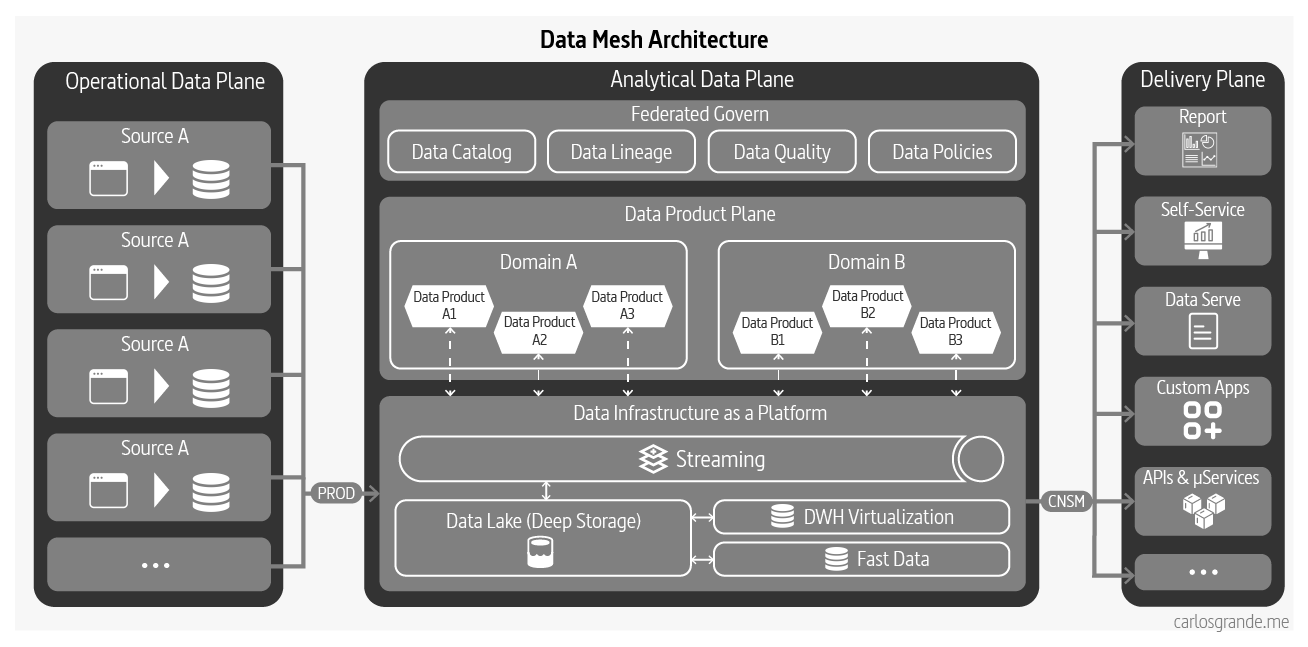 Data Mesh Architecture
Operational Data Plane
Source A
Source A
Source A
Source A
...
PROD
Analytical Data Plane
Federated Govern
Data Catalog
Data Lineage
Data Quality
Data Policies
Data Product Plane
Domain A
Data Product
A1
Data Product
A2
Data Product
A3
Domain B
Data Product
B1
Data Product
B2
Data Product
B3
Data Infrastructure as a Platform
Streaming
Data Lake (Deep Storage)
DWH Virtualization
Fast Data
CNSM
Delivery Plane
Report
Self-Service
Data Serve
Custom Apps
APIs & µServices
...
carlosgrande.me